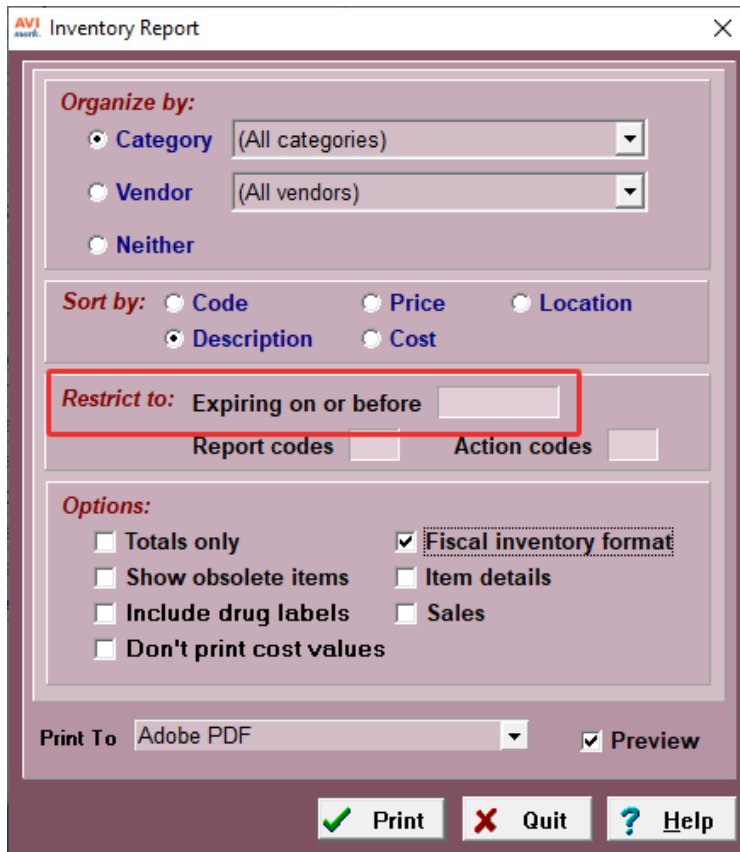 AVI mark. Inventory Report
Organize by:
Category (All categories)
Vendor (All vendors)
Neither
Sort by: Code Price Location
Description Cost
Restrict to: Expiring on or before
Report codes Action codes
Options:
Totals only Fiscal inventory format
Show obsolete items Item details
Include drug labels Sales
Don't print cost values
Print To Adobe PDF Preview
Print Quit ? Help